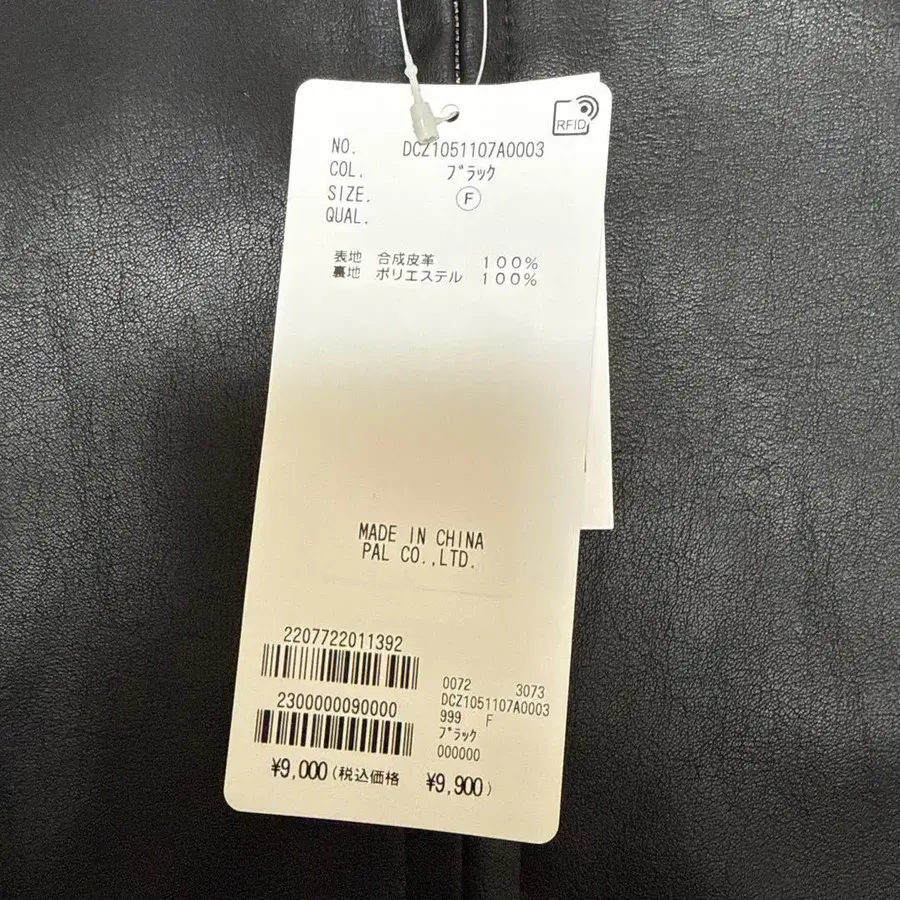 RFID
NO. DCZ1051107A0003
COL. ﾌﾞﾗｯｸ
SIZE. Ⓕ
QUAL.
表地 合成皮革 100%
裏地 ポリエステル 100%
MADE IN CHINA
PAL CO.,LTD.
2207722011392
2300000090000
0072 3073
DCZ1051107A0003
999 F
ﾌﾞﾗｯｸ
000000
¥9,000(税込価格 ¥9,900)